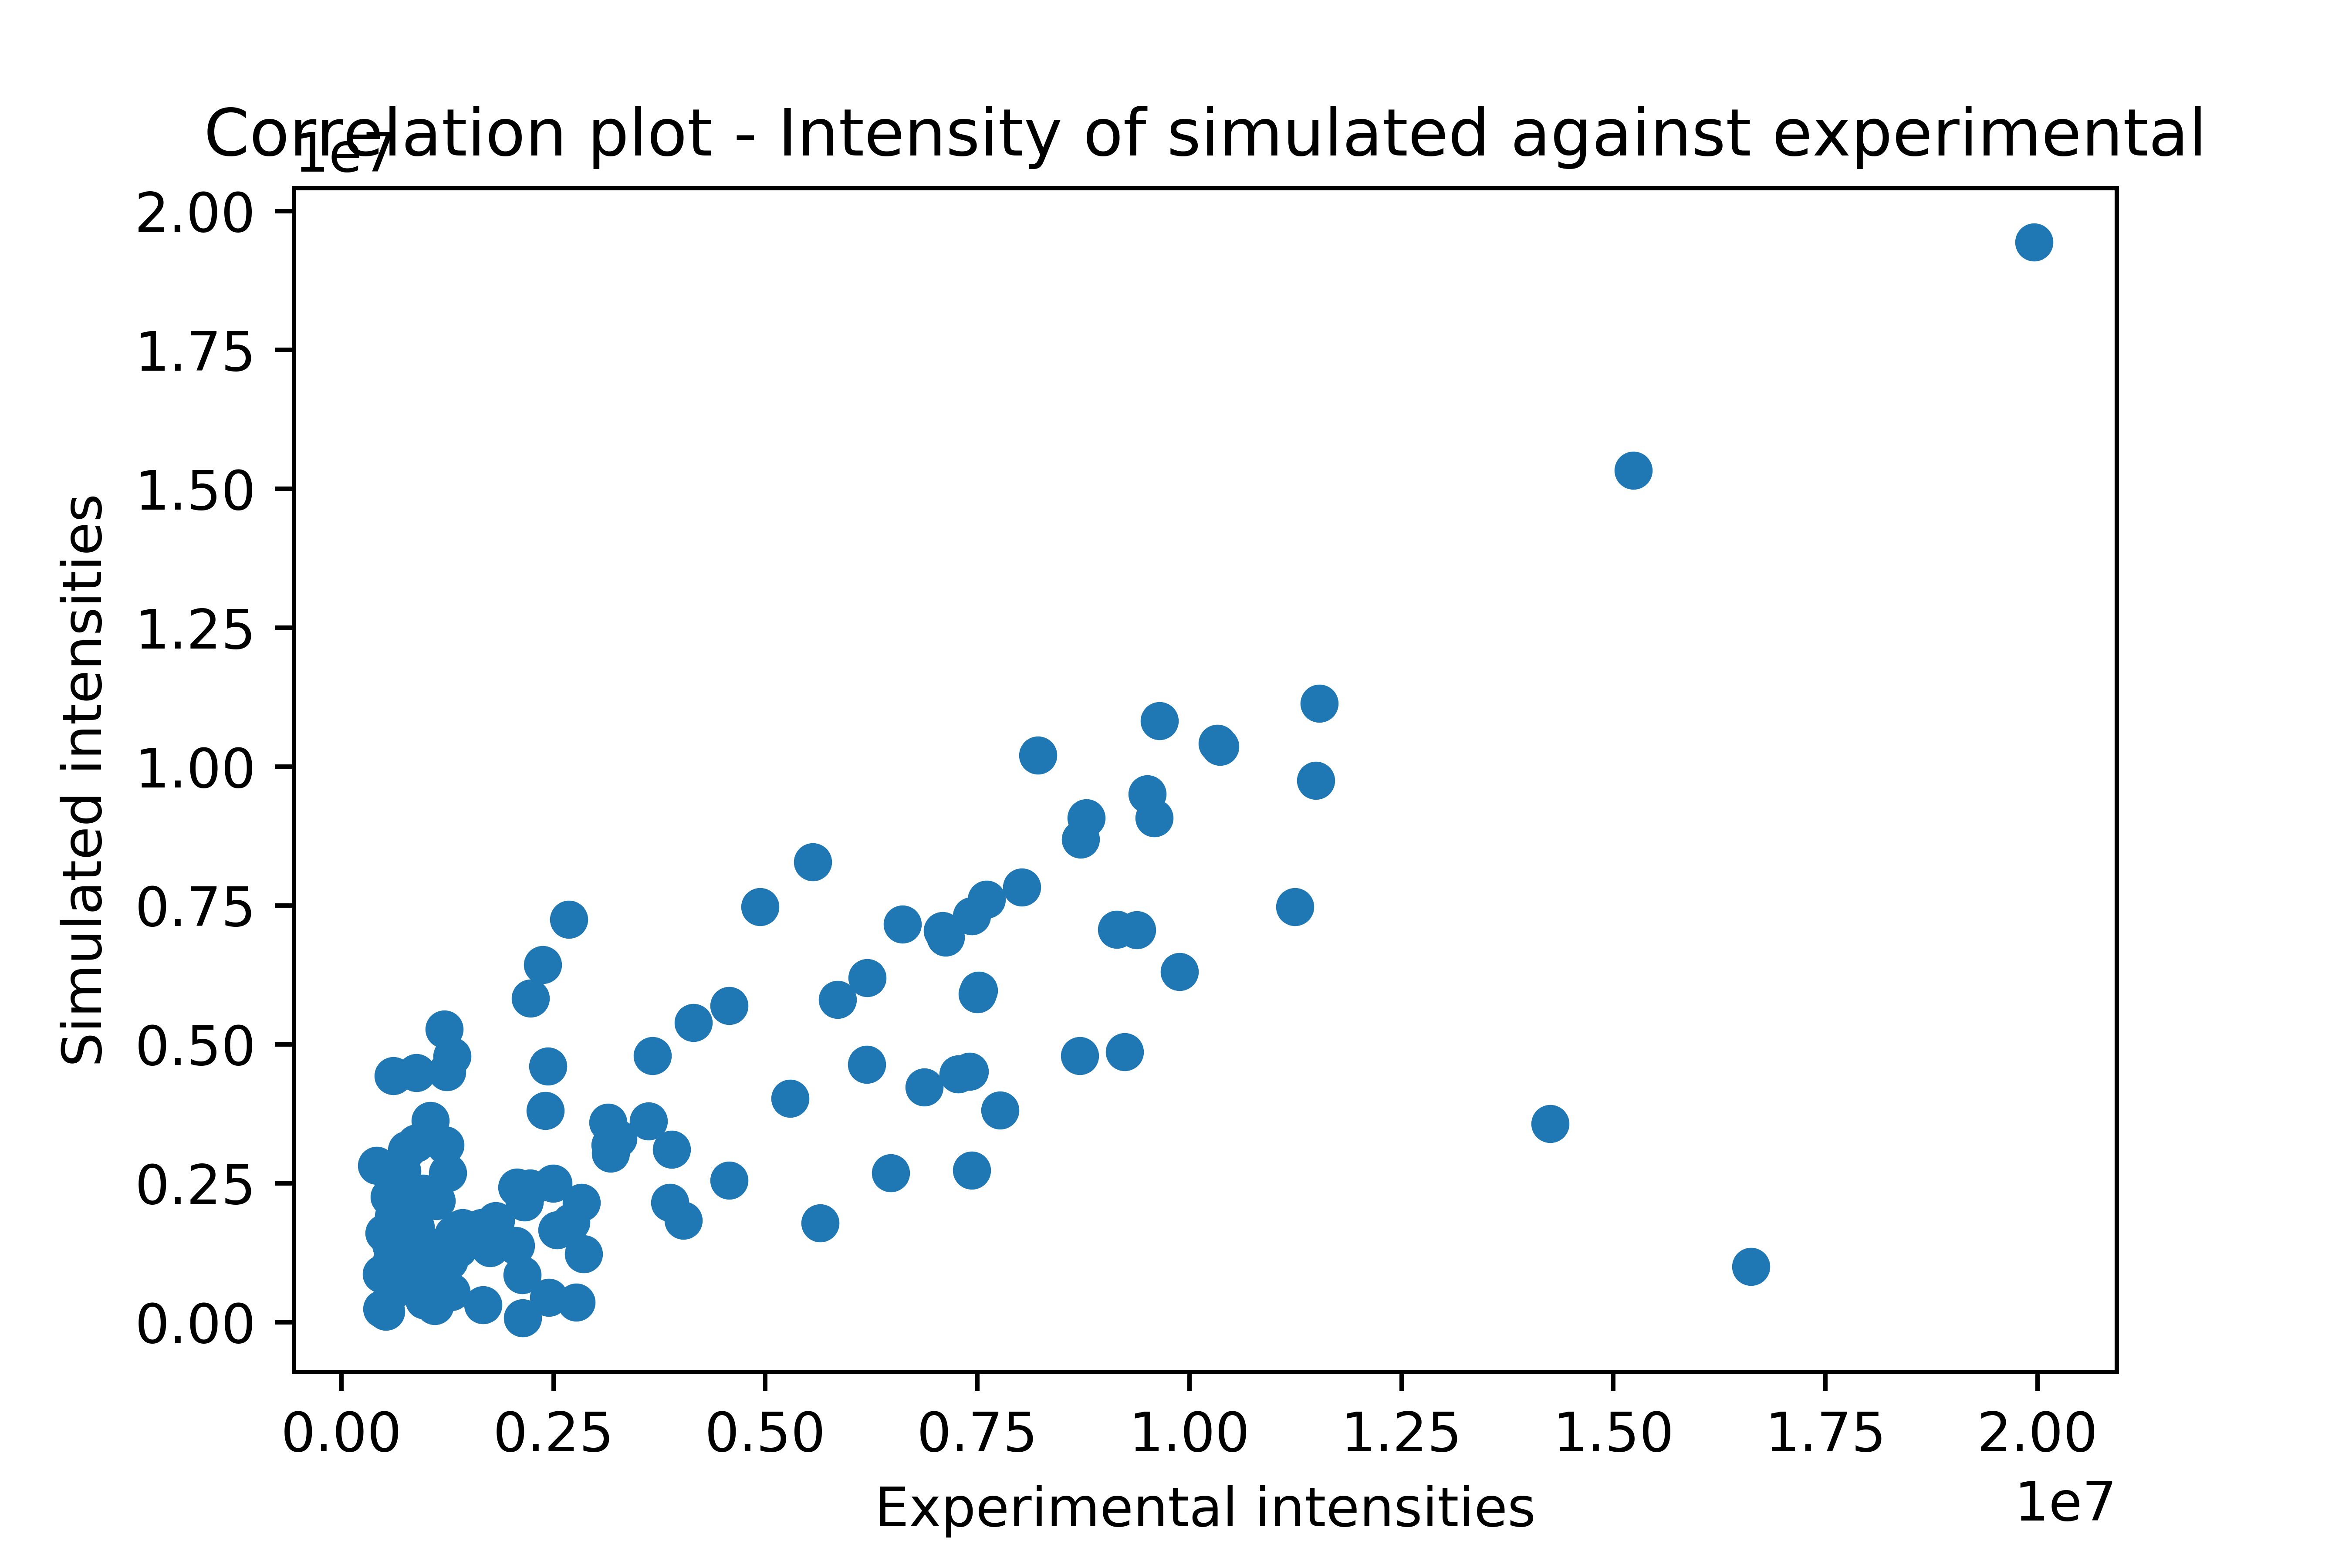 Correlation plot - Intensity of simulated against experimental
1e7
2.00
1.75
1.50
1.25
1.00
0.75
0.50
0.25
0.00
Simulated intensities
0.00 0.25 0.50 0.75 1.00 1.25 1.50 1.75 2.00
1e7
Experimental intensities